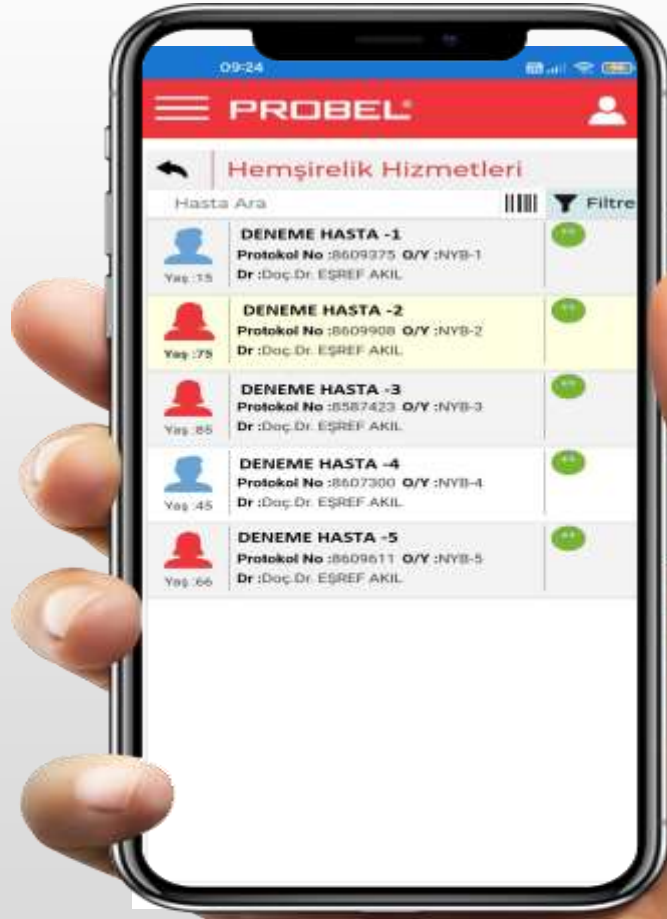 09:24
PROBEL
Hemşirelik Hizmetleri
Hasta Ara
Filtre
DENEME HASTA -1
Protokol No :8609375 O/Y :NYB-1
Yaş :15
Dr :Doç.Dr. EŞREF AKIL
DENEME HASTA -2
Protokol No :8609908 O/Y :NYB-2
Yaş :75
Dr :Doç.Dr. EŞREF AKIL
DENEME HASTA -3
Protokol No :8587423 O/Y :NYB-3
Yaş :85
Dr :Doç.Dr. EŞREF AKIL
DENEME HASTA -4
Protokol No :8607300 O/Y :NYB-4
Yaş :45
Dr :Doç.Dr. EŞREF AKIL
DENEME HASTA -5
Protokol No :8609611 O/Y :NYB-5
Yaş :66
Dr :Doç.Dr. EŞREF AKIL